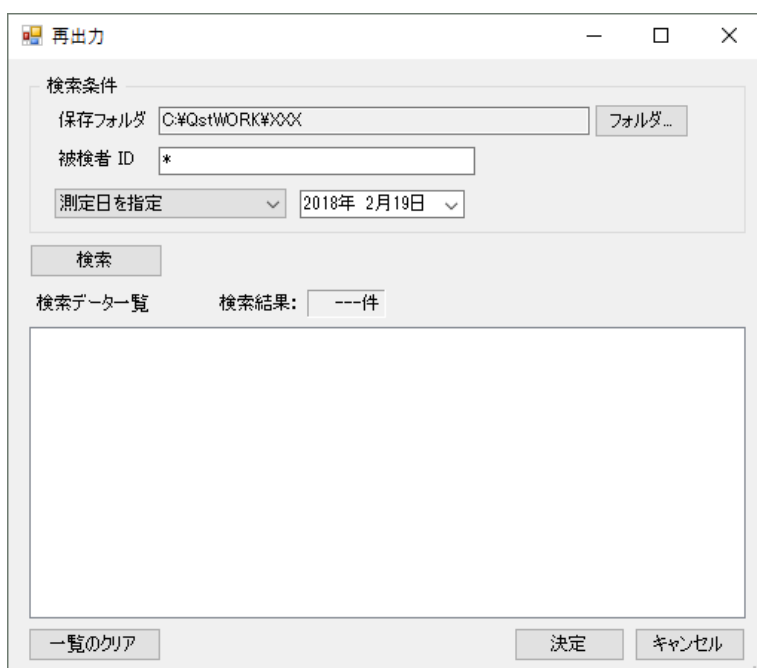 再出力
検索条件
保存フォルダ C:¥QstWORK¥XXX フォルダ...
被検者 ID *
測定日を指定 2018年 2月19日
検索
検索データ一覧 検索結果: ---件
一覧のクリア 決定 キャンセル